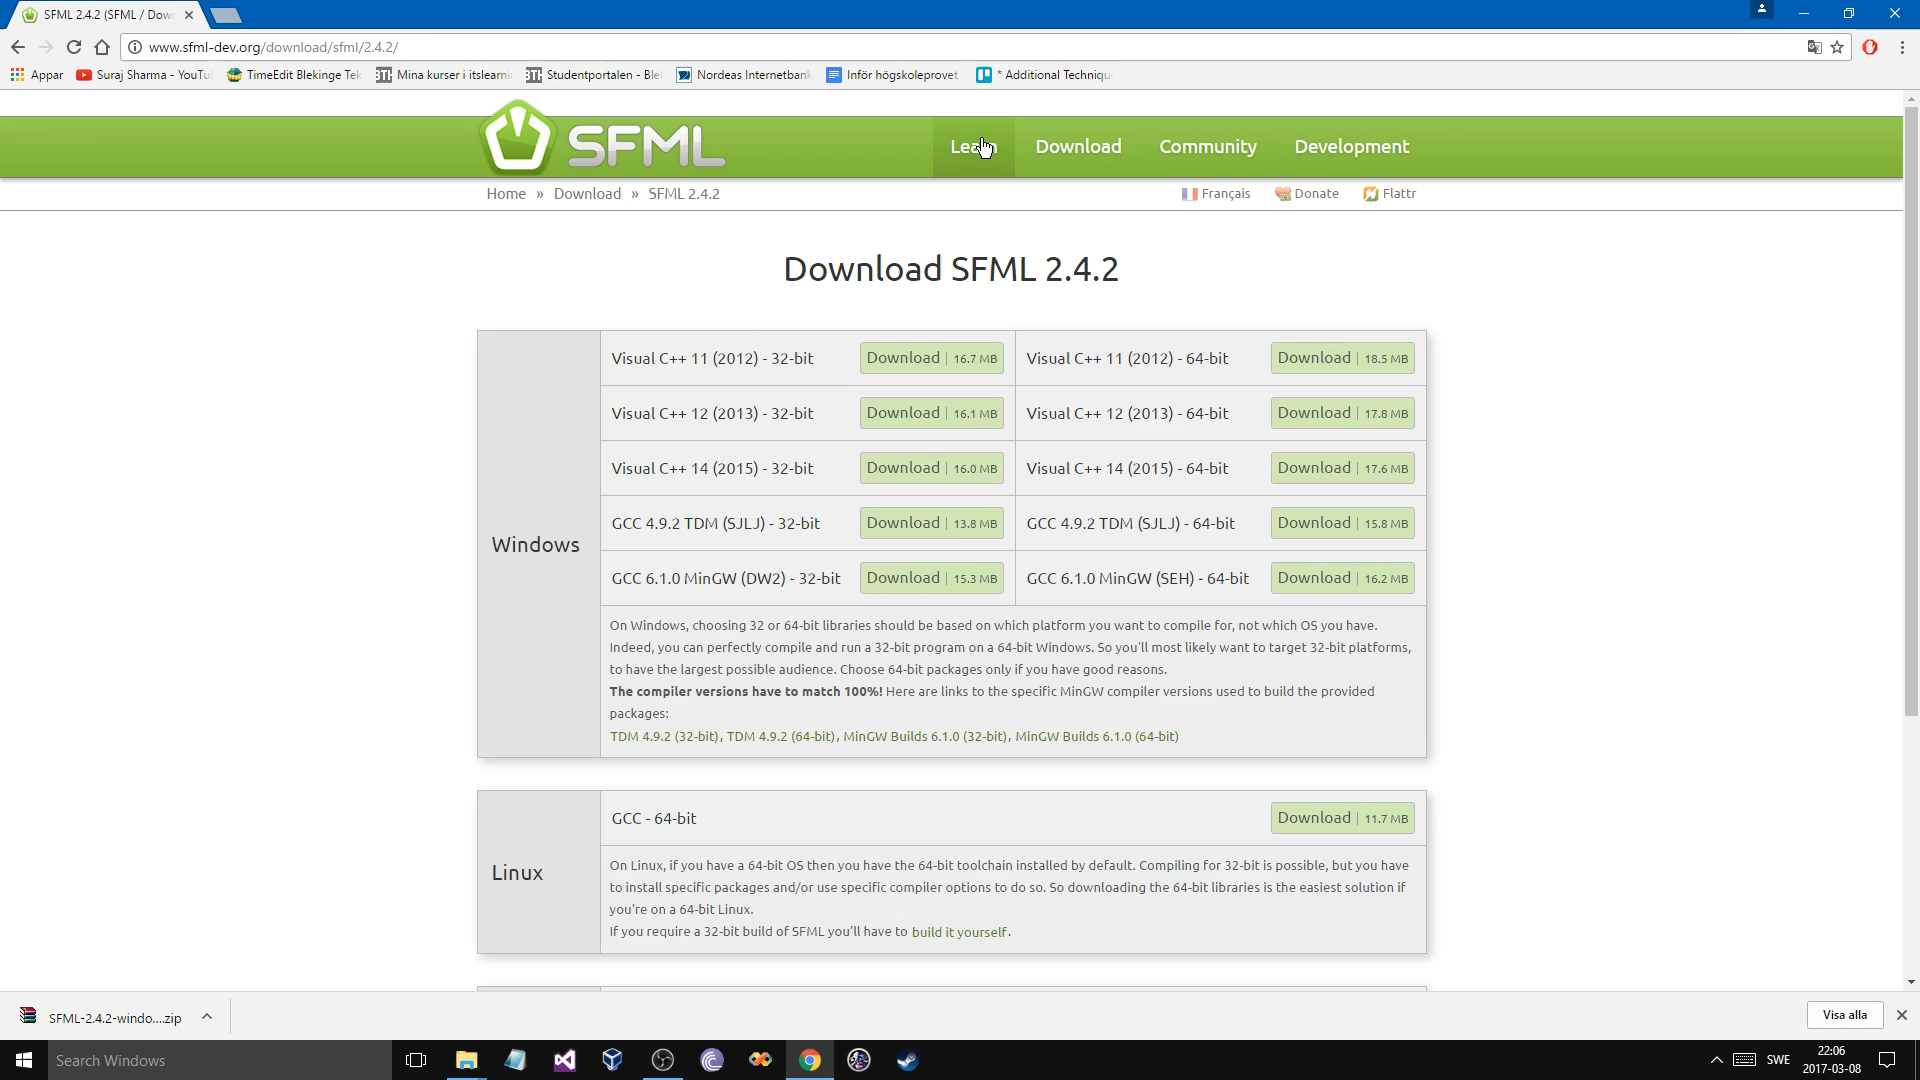 SFML 2.4.2 (SFML / Dow
www.sfml-dev.org/download/sfml/2.4.2/
Appar Suraj Sharma - YouTu TimeEdit Blekinge Tek Mina kurser i itslearni Studentportalen - Ble Nordeas Internetbank Inför högskoleprovet * Additional Techniqu
SFML
Learn Download Community Development
Home » Download » SFML 2.4.2 Français Donate Flattr
Download SFML 2.4.2
Windows
Visual C++ 11 (2012) - 32-bit Download | 16.7 MB Visual C++ 11 (2012) - 64-bit Download | 18.5 MB
Visual C++ 12 (2013) - 32-bit Download | 16.1 MB Visual C++ 12 (2013) - 64-bit Download | 17.8 MB
Visual C++ 14 (2015) - 32-bit Download | 16.0 MB Visual C++ 14 (2015) - 64-bit Download | 17.6 MB
GCC 4.9.2 TDM (SJLJ) - 32-bit Download | 13.8 MB GCC 4.9.2 TDM (SJLJ) - 64-bit Download | 15.8 MB
GCC 6.1.0 MinGW (DW2) - 32-bit Download | 15.3 MB GCC 6.1.0 MinGW (SEH) - 64-bit Download | 16.2 MB
On Windows, choosing 32 or 64-bit libraries should be based on which platform you want to compile for, not which OS you have.
Indeed, you can perfectly compile and run a 32-bit program on a 64-bit Windows. So you'll most likely want to target 32-bit platforms,
to have the largest possible audience. Choose 64-bit packages only if you have good reasons.
The compiler versions have to match 100%! Here are links to the specific MinGW compiler versions used to build the provided
packages:
TDM 4.9.2 (32-bit), TDM 4.9.2 (64-bit), MinGW Builds 6.1.0 (32-bit), MinGW Builds 6.1.0 (64-bit)
Linux
GCC - 64-bit Download | 11.7 MB
On Linux, if you have a 64-bit OS then you have the 64-bit toolchain installed by default. Compiling for 32-bit is possible, but you have
to install specific packages and/or use specific compiler options to do so. So downloading the 64-bit libraries is the easiest solution if
you're on a 64-bit Linux.
If you require a 32-bit build of SFML you'll have to build it yourself.
SFML-2.4.2-windo....zip Visa alla
Search Windows SWE 22:06
2017-03-08